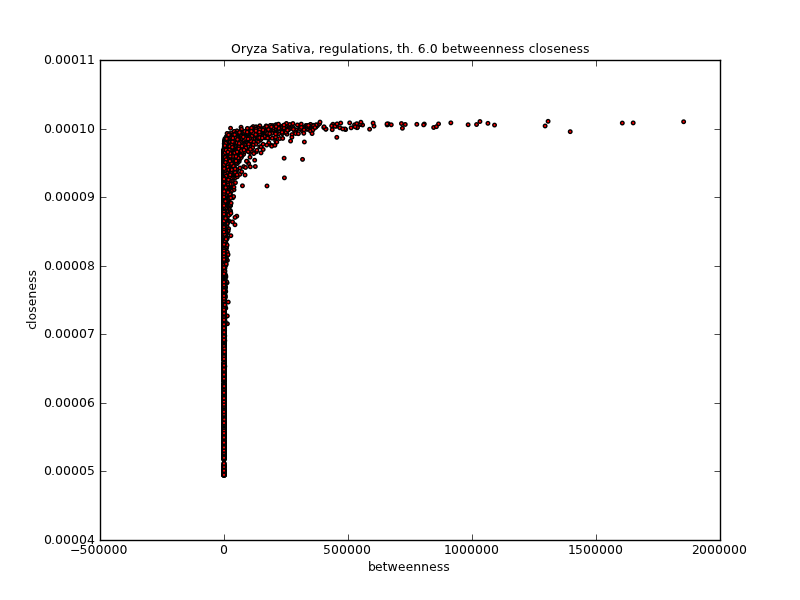 Oryza Sativa, regulations, th. 6.0 betweenness closeness
0.00011
0.00010
0.00009
0.00008
0.00007
0.00006
0.00005
0.00004
closeness
−500000 0 500000 1000000 1500000 2000000
betweenness